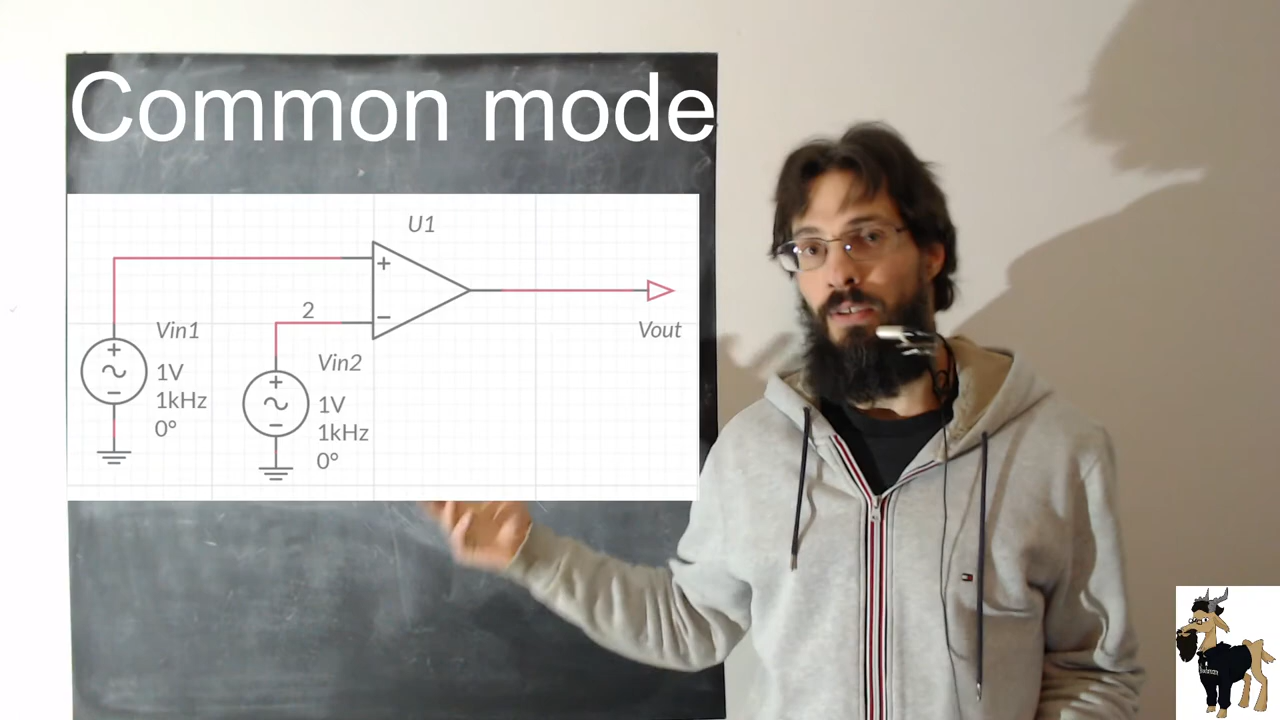 Common mode
U1
+
2
−
Vin1
+
−
1V
1kHz
0°
Vin2
+
−
1V
1kHz
0°
Vout